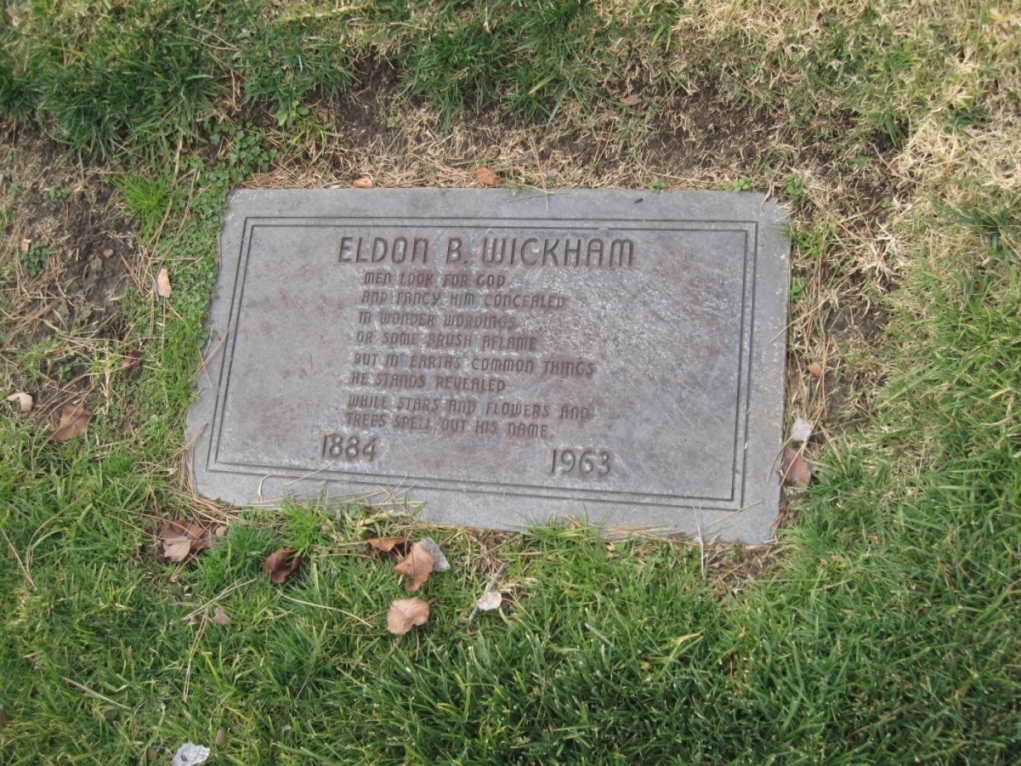 ELDON B. WICKHAM
MEN LOOK FOR GOD
AND FANCY HIM CONCEALED
IN WONDER WORDINGS
OR SOME BRUSH AFLAME
BUT IN EARTHS COMMON THINGS
HE STANDS REVEALED
WHILE STARS AND FLOWERS AND
TREES SPELL OUT HIS NAME.
1884 1963